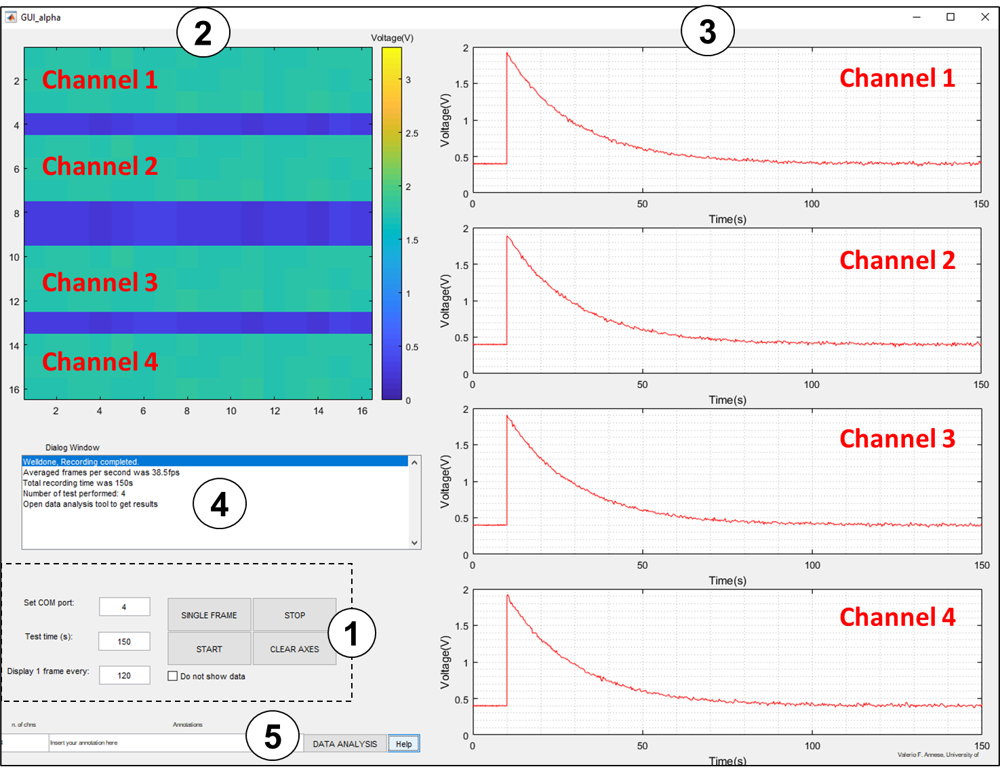 GUI_alpha
2
3
Voltage(V)
Channel 1
Channel 2
Channel 3
Channel 4
2
4
6
8
10
12
14
16
2
4
6
8
10
12
14
16
3
2.5
2
1.5
1
0.5
0
Channel 1
Voltage(V)
2
1.5
1
0.5
0
0
50
100
150
Time(s)
Channel 2
Voltage(V)
2
1.5
1
0.5
0
0
50
100
150
Time(s)
Channel 3
Voltage(V)
2
1.5
1
0.5
0
0
50
100
150
Time(s)
Channel 4
Voltage(V)
2
1.5
1
0.5
0
0
50
100
150
Time(s)
Dialog Window
Welldone, Recording completed.
Averaged frames per second was 38.5fps
Total recording time was 150s
Number of test performed: 4
Open data analysis tool to get results
4
Set COM port:
4
SINGLE FRAME
STOP
1
Test time (s):
150
START
CLEAR AXES
Display 1 frame every:
120
Do not show data
n. of chns
Annotations
Insert your annotation here
5
DATA ANALYSIS
Help
Valerio F. Annese, University of